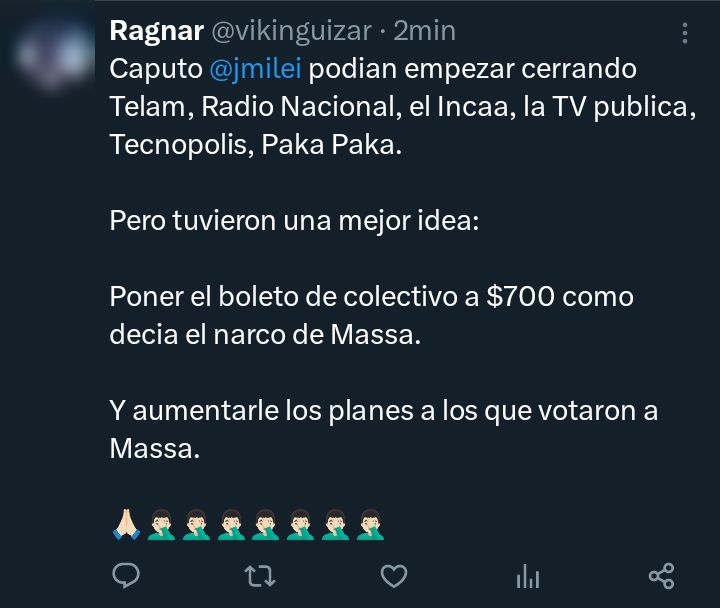 Ragnar @vikinguizar · 2min
Caputo @jmilei podian empezar cerrando
Telam, Radio Nacional, el Incaa, la TV publica,
Tecnopolis, Paka Paka.
Pero tuvieron una mejor idea:
Poner el boleto de colectivo a $700 como
decia el narco de Massa.
Y aumentarle los planes a los que votaron a
Massa.
🙏🏻🤦🏻‍♂️🤦🏻‍♂️🤦🏻‍♂️🤦🏻‍♂️🤦🏻‍♂️🤦🏻‍♂️🤦🏻‍♂️